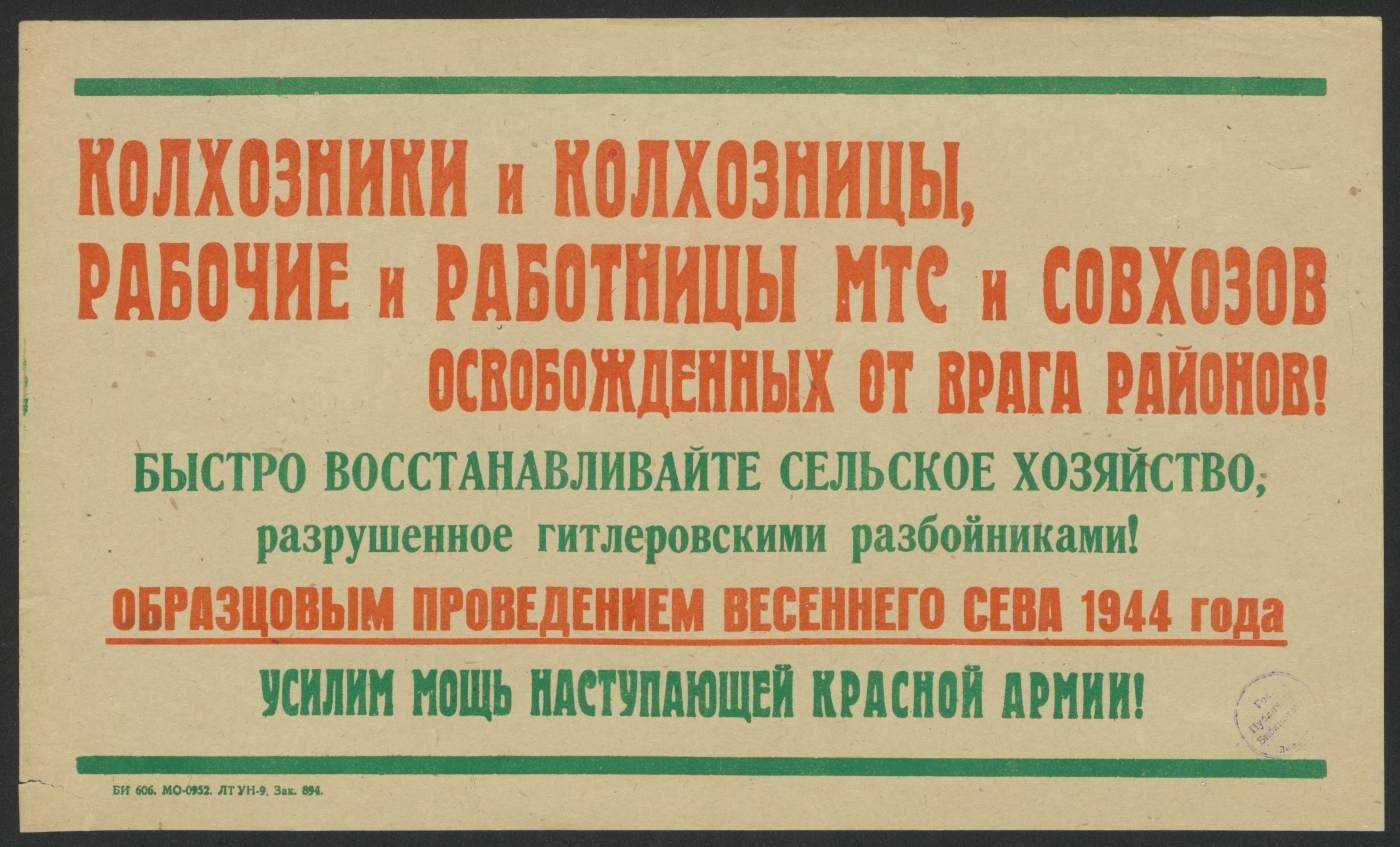 КОЛХОЗНИКИ и КОЛХОЗНИЦЫ,
РАБОЧИЕ и РАБОТНИЦЫ МТС и СОВХОЗОВ
ОСВОБОЖДЕННЫХ ОТ ВРАГА РАЙОНОВ!
БЫСТРО ВОССТАНАВЛИВАЙТЕ СЕЛЬСКОЕ ХОЗЯЙСТВО,
разрушенное гитлеровскими разбойниками!
ОБРАЗЦОВЫМ ПРОВЕДЕНИЕМ ВЕСЕННЕГО СЕВА 1944 года
УСИЛИМ МОЩЬ НАСТУПАЮЩЕЙ КРАСНОЙ АРМИИ!
БИ 606. МО-0952. ЛТ УН-9, Зак. 894.